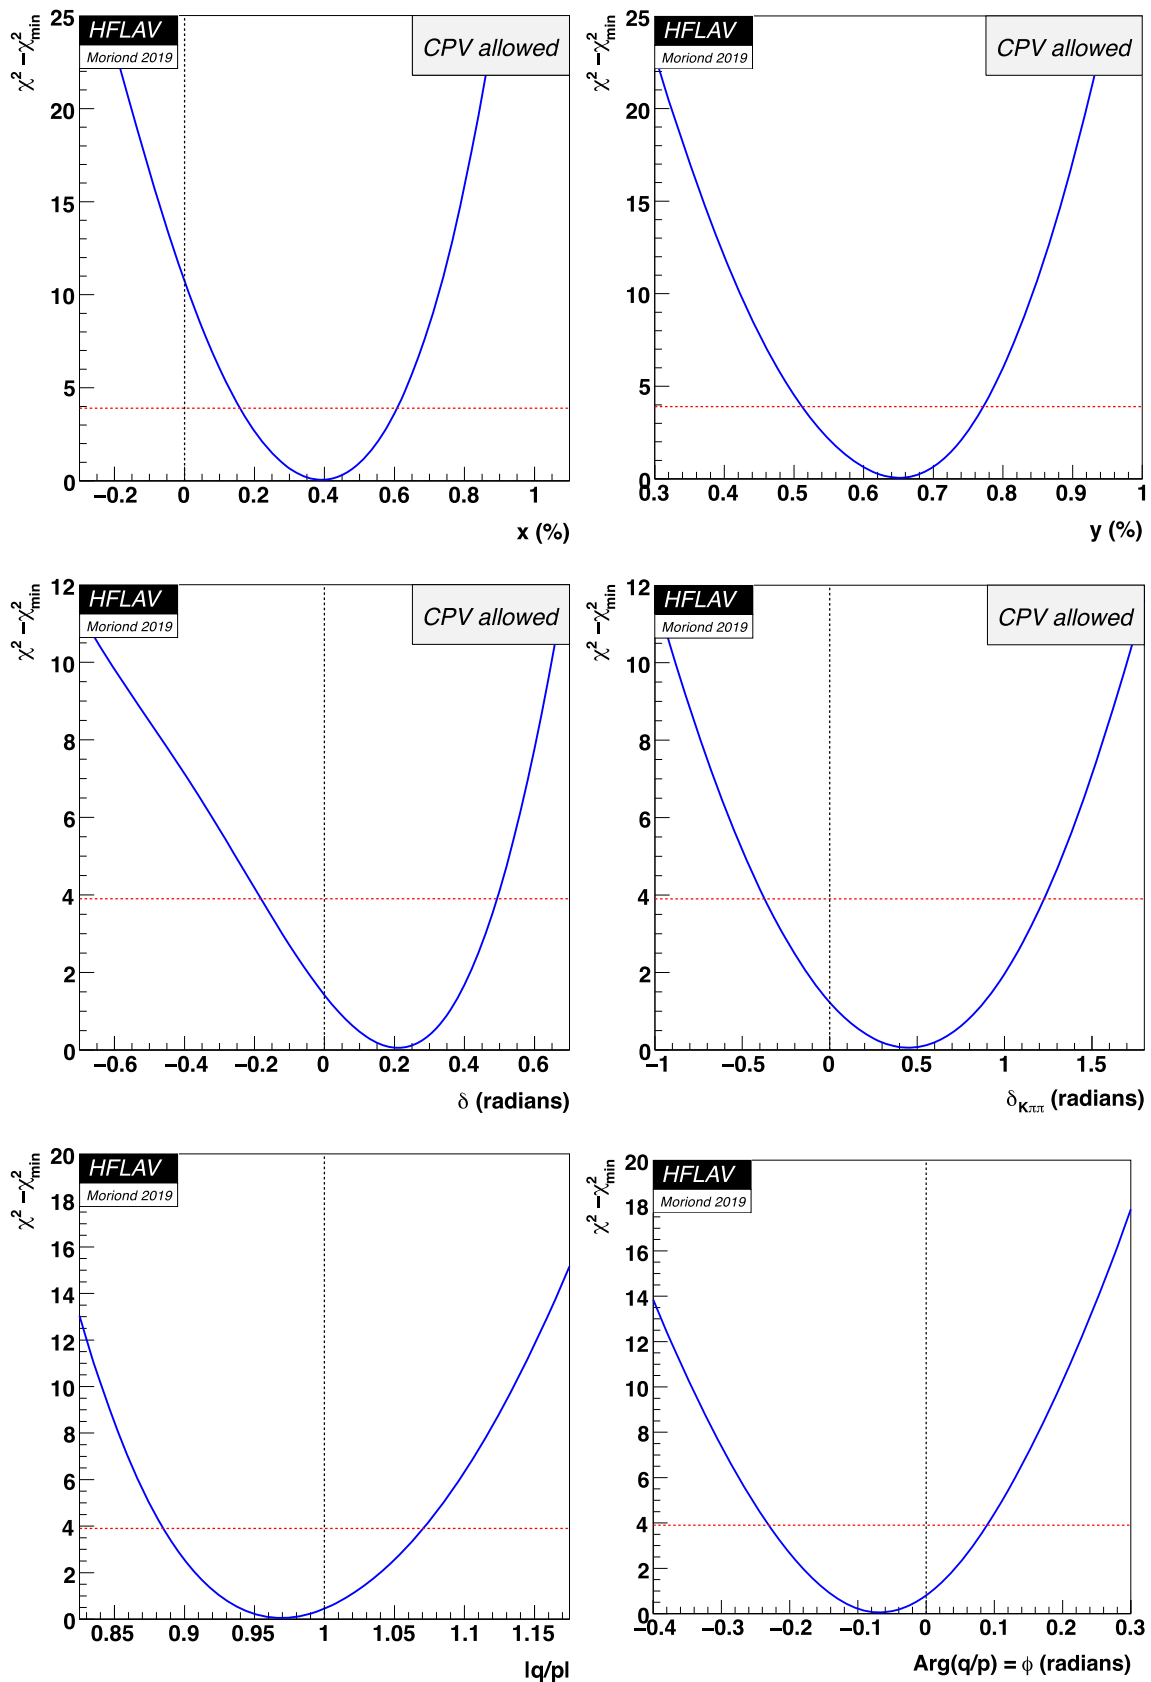 χ² – χ²min
25
20
15
10
5
0
HFLAV
Moriond 2019
CPV allowed
−0.2 0 0.2 0.4 0.6 0.8 1
x (%)
χ² – χ²min
25
20
15
10
5
0
HFLAV
Moriond 2019
CPV allowed
0.3 0.4 0.5 0.6 0.7 0.8 0.9 1
y (%)
χ² – χ²min
12
10
8
6
4
2
0
HFLAV
Moriond 2019
CPV allowed
−0.6 −0.4 −0.2 0 0.2 0.4 0.6
δ (radians)
χ² – χ²min
12
10
8
6
4
2
0
HFLAV
Moriond 2019
CPV allowed
−1 −0.5 0 0.5 1 1.5
δKππ (radians)
χ² – χ²min
20
18
16
14
12
10
8
6
4
2
0
HFLAV
Moriond 2019
0.85 0.9 0.95 1 1.05 1.1 1.15
|q/p|
χ² – χ²min
20
18
16
14
12
10
8
6
4
2
0
HFLAV
Moriond 2019
−0.4 −0.3 −0.2 −0.1 0 0.1 0.2 0.3
Arg(q/p) = ϕ (radians)